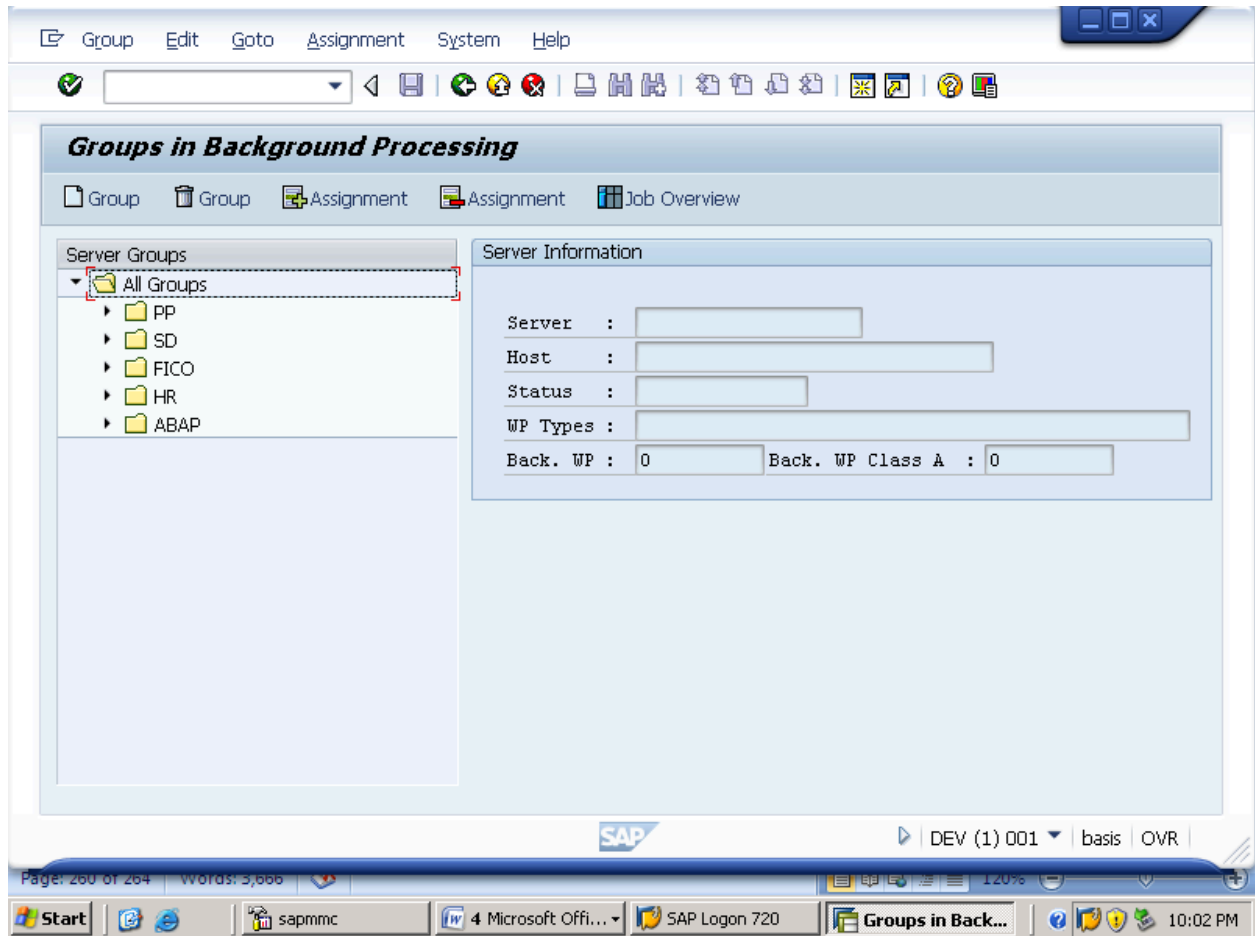 Group Edit Goto Assignment System Help
Groups in Background Processing
Group Group Assignment Assignment Job Overview
Server Groups
All Groups
PP
SD
FICO
HR
ABAP
Server Information
Server :
Host :
Status :
WP Types :
Back. WP : 0 Back. WP Class A : 0
SAP
DEV (1) 001 basis OVR
Page: 260 of 264 Words: 3,666 120%
Start sapmmc 4 Microsoft Offi... SAP Logon 720 Groups in Back... 10:02 PM